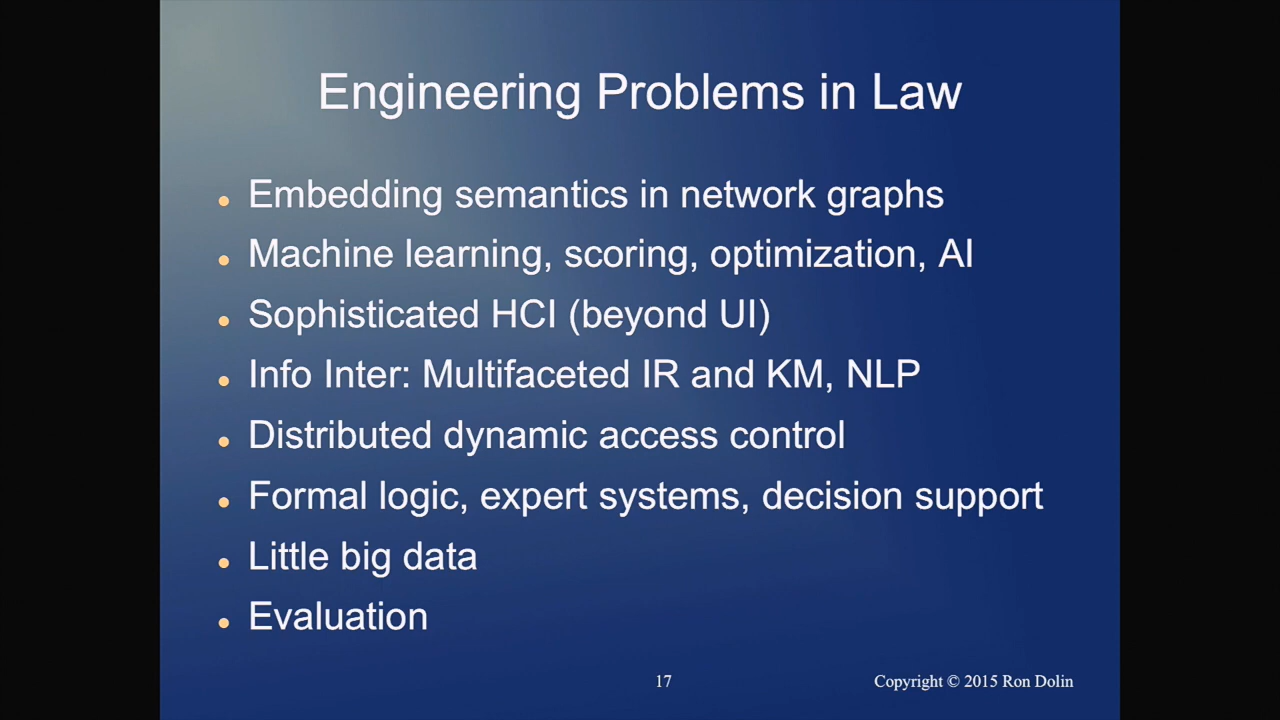 Engineering Problems in Law
Embedding semantics in network graphs
Machine learning, scoring, optimization, AI
Sophisticated HCI (beyond UI)
Info Inter: Multifaceted IR and KM, NLP
Distributed dynamic access control
Formal logic, expert systems, decision support
Little big data
Evaluation
17
Copyright © 2015 Ron Dolin